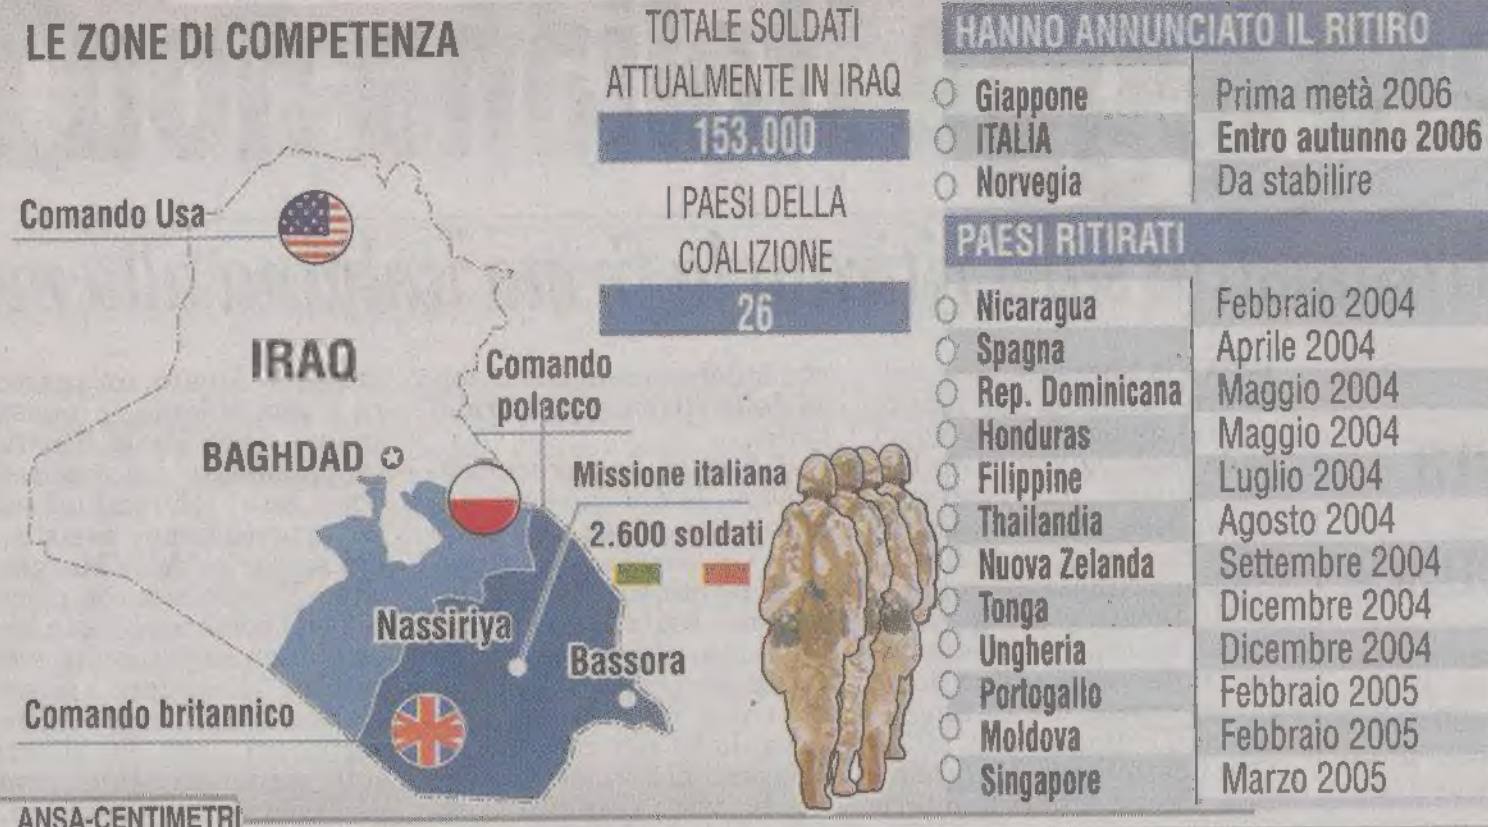 LE ZONE DI COMPETENZA
Comando Usa
IRAQ
BAGHDAD
Comando
polacco
Missione italiana
2.600 soldati
Nassiriya
Bassora
Comando britannico
ANSA-CENTIMETRI
TOTALE SOLDATI
ATTUALMENTE IN IRAQ
153.000
I PAESI DELLA
COALIZIONE
26
HANNO ANNUNCIATO IL RITIRO
Giappone Prima metà 2006
ITALIA Entro autunno 2006
Norvegia Da stabilire
PAESI RITIRATI
Nicaragua Febbraio 2004
Spagna Aprile 2004
Rep. Dominicana Maggio 2004
Honduras Maggio 2004
Filippine Luglio 2004
Thailandia Agosto 2004
Nuova Zelanda Settembre 2004
Tonga Dicembre 2004
Ungheria Dicembre 2004
Portogallo Febbraio 2005
Moldova Febbraio 2005
Singapore Marzo 2005